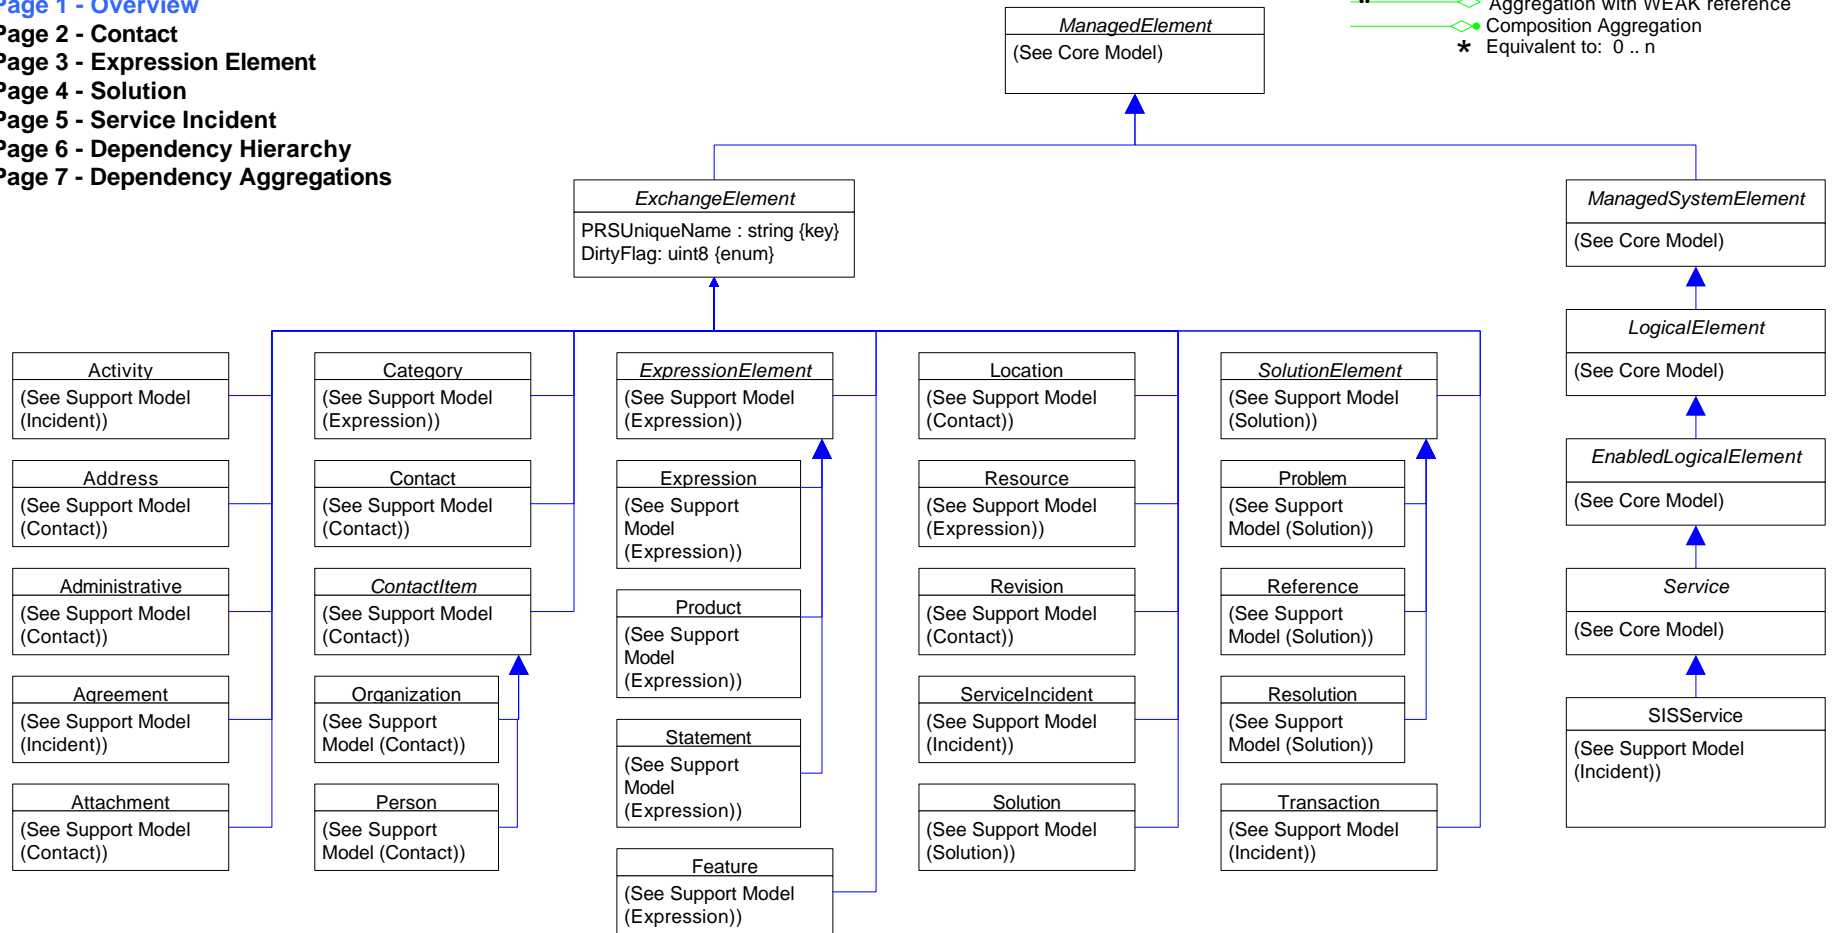 Page 1 - Overview
Page 2 - Contact
Page 3 - Expression Element
Page 4 - Solution
Page 5 - Service Incident
Page 6 - Dependency Hierarchy
Page 7 - Dependency Aggregations
* Aggregation with WEAK reference
Composition Aggregation
* Equivalent to: 0 .. n
ManagedElement
(See Core Model)
ExchangeElement
PRSUniqueName : string {key}
DirtyFlag: uint8 {enum}
ManagedSystemElement
(See Core Model)
LogicalElement
(See Core Model)
EnabledLogicalElement
(See Core Model)
Service
(See Core Model)
SISService
(See Support Model
(Incident))
Activity
(See Support Model
(Incident))
Address
(See Support Model
(Contact))
Administrative
(See Support Model
(Contact))
Agreement
(See Support Model
(Incident))
Attachment
(See Support Model
(Contact))
Category
(See Support Model
(Expression))
Contact
(See Support Model
(Contact))
ContactItem
(See Support Model
(Contact))
Organization
(See Support
Model (Contact))
Person
(See Support
Model (Contact))
ExpressionElement
(See Support Model
(Expression))
Expression
(See Support
Model
(Expression))
Product
(See Support
Model
(Expression))
Statement
(See Support
Model
(Expression))
Feature
(See Support Model
(Expression))
Location
(See Support Model
(Contact))
Resource
(See Support Model
(Expression))
Revision
(See Support Model
(Contact))
ServiceIncident
(See Support Model
(Incident))
Solution
(See Support Model
(Solution))
SolutionElement
(See Support Model
(Solution))
Problem
(See Support
Model (Solution))
Reference
(See Support
Model (Solution))
Resolution
(See Support
Model (Solution))
Transaction
(See Support Model
(Incident))